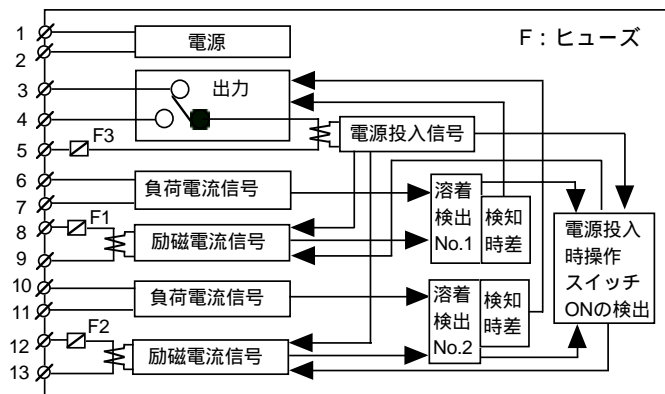 F：ヒューズ
1
電源
2
出力
3
4
電源投入信号
F3
5
6
負荷電流信号
溶着
検出
No.1
検知
時差
7
F1
8
励磁電流信号
9
電源投入
時操作
スイッチ
ONの検出
10
負荷電流信号
溶着
検出
No.2
検知
時差
11
F2
12
励磁電流信号
13